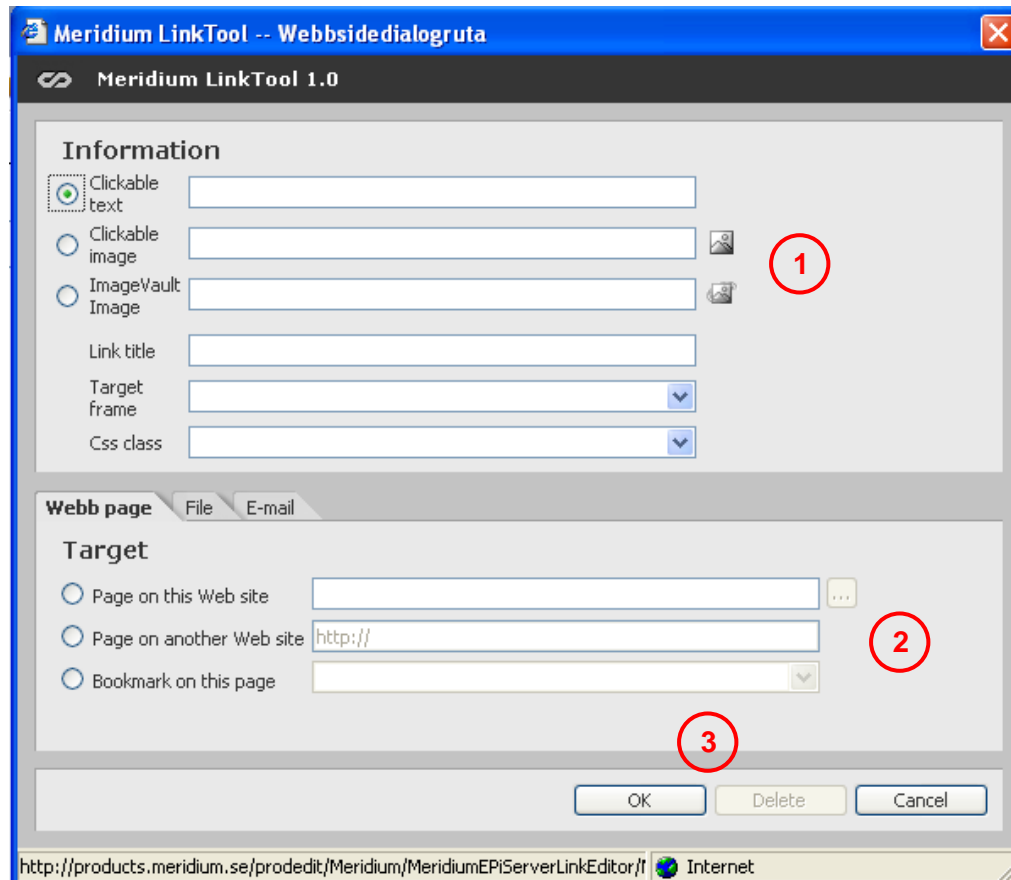 Meridium LinkTool -- Webbsidedialogruta
Meridium LinkTool 1.0
Information
Clickable
text
Clickable
image
1
ImageVault
Image
Link title
Target
frame
Css class
Webb page File E-mail
Target
Page on this Web site ...
Page on another Web site http://
2
Bookmark on this page
3
OK Delete Cancel
http://products.meridium.se/prodedit/Meridium/MeridiumEPiServerLinkEditor/ Internet